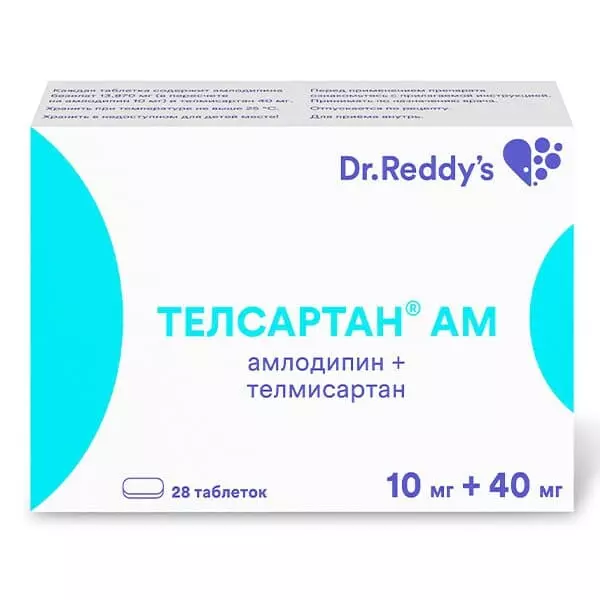 Каждая таблетка содержит амлодипина
безилат 13,870 мг (в пересчете
на амлодипин 10 мг) и телмисартан 40 мг.
Хранить при температуре не выше 25 °С.
Хранить в недоступном для детей месте!
Перед применением препарата
ознакомьтесь с прилагаемой инструкцией.
Принимать по назначению врача.
Отпускается по рецепту.
Для приёма внутрь.
Dr.Reddy's
ТЕЛСАРТАН® АМ
амлодипин +
телмисартан
28 таблеток
10 мг + 40 мг